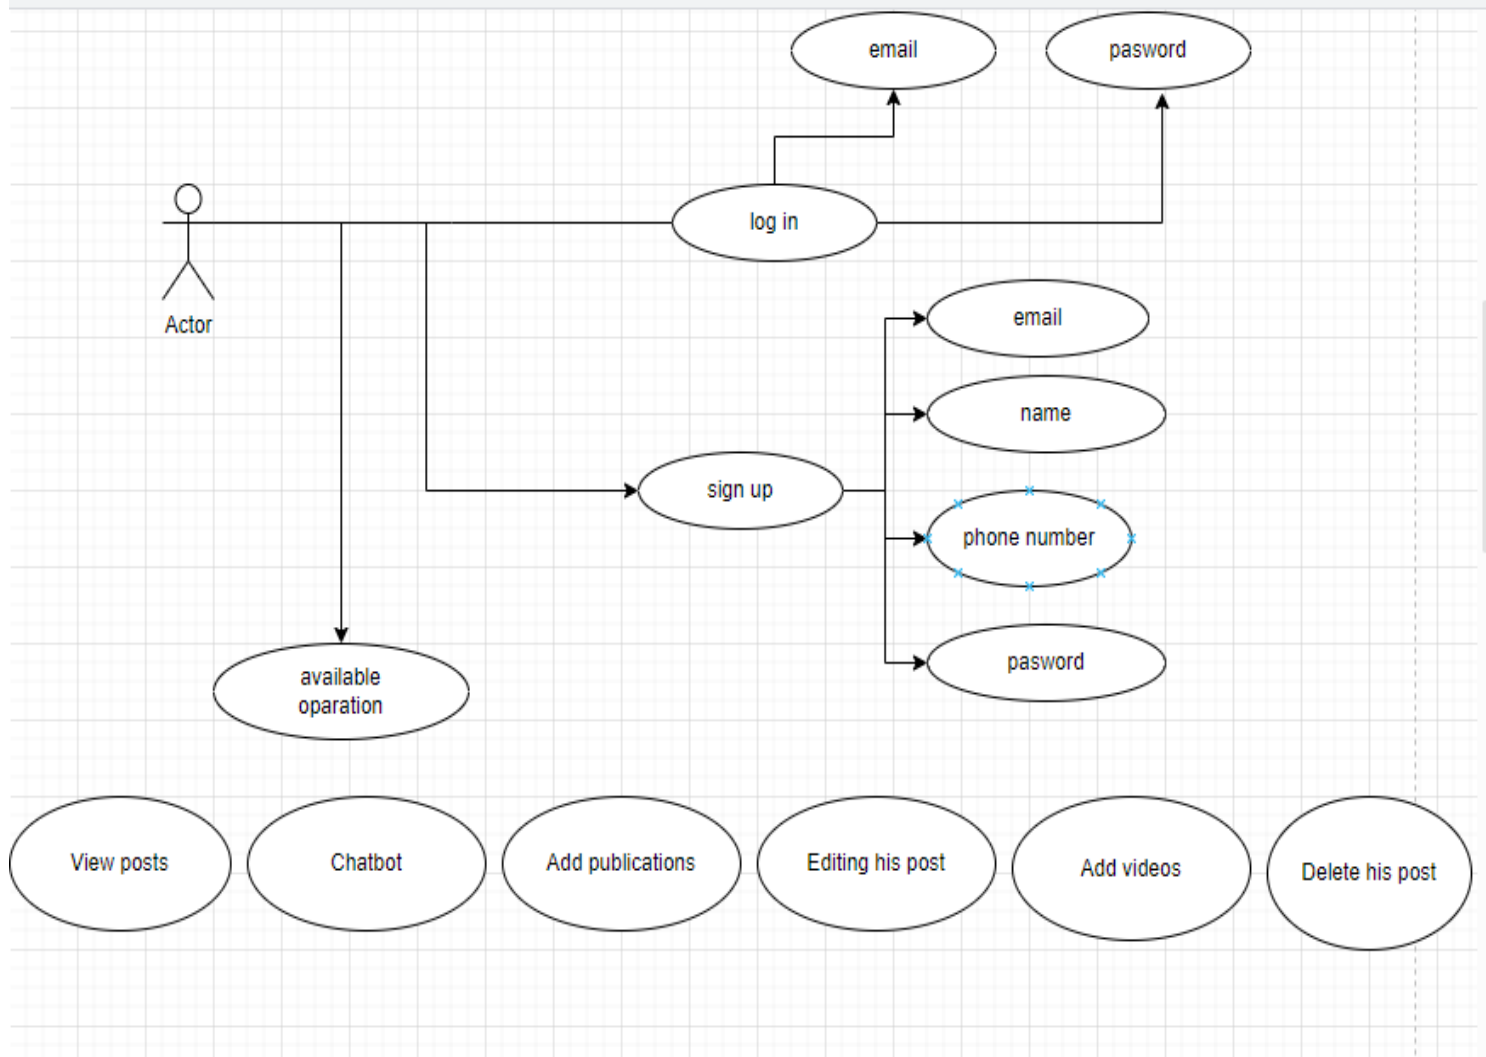 email
pasword
log in
Actor
email
name
sign up
phone number
pasword
available
oparation
View posts
Chatbot
Add publications
Editing his post
Add videos
Delete his post